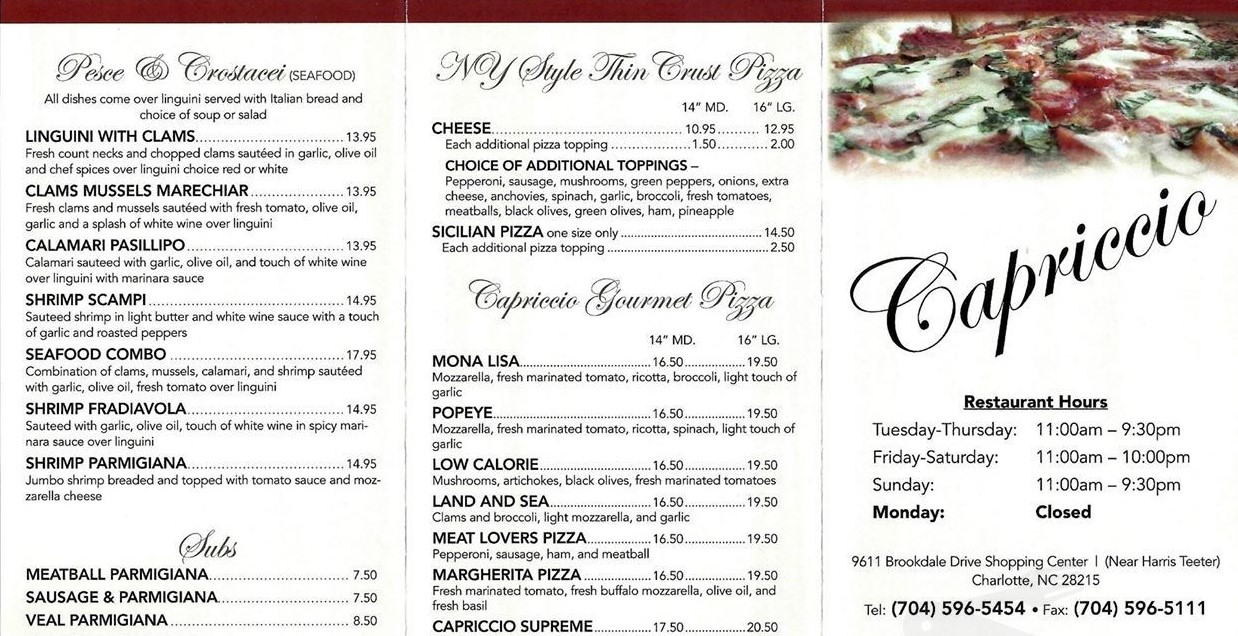 Pesce & Crostacei (SEAFOOD)
All dishes come over linguini served with Italian bread and
choice of soup or salad
LINGUINI WITH CLAMS 13.95
Fresh count necks and chopped clams sautéed in garlic, olive oil
and chef spices over linguini choice red or white
CLAMS MUSSELS MARECHIAR 13.95
Fresh clams and mussels sautéed with fresh tomato, olive oil,
garlic and a splash of white wine over linguini
CALAMARI PASILLIPO 13.95
Calamari sauteed with garlic, olive oil, and touch of white wine
over linguini with marinara sauce
SHRIMP SCAMPI 14.95
Sauteed shrimp in light butter and white wine sauce with a touch
of garlic and roasted peppers
SEAFOOD COMBO 17.95
Combination of clams, mussels, calamari, and shrimp sautéed
with garlic, olive oil, fresh tomato over linguini
SHRIMP FRADIAVOLA 14.95
Sauteed with garlic, olive oil, touch of white wine in spicy mari-
nara sauce over linguini
SHRIMP PARMIGIANA 14.95
Jumbo shrimp breaded and topped with tomato sauce and moz-
zarella cheese
Subs
MEATBALL PARMIGIANA 7.50
SAUSAGE & PARMIGIANA 7.50
VEAL PARMIGIANA 8.50
NY Style Thin Crust Pizza
14" MD. 16" LG.
CHEESE 10.95 12.95
Each additional pizza topping 1.50 2.00
CHOICE OF ADDITIONAL TOPPINGS –
Pepperoni, sausage, mushrooms, green peppers, onions, extra
cheese, anchovies, spinach, garlic, broccoli, fresh tomatoes,
meatballs, black olives, green olives, ham, pineapple
SICILIAN PIZZA one size only 14.50
Each additional pizza topping 2.50
Capriccio Gourmet Pizza
14" MD. 16" LG.
MONA LISA 16.50 19.50
Mozzarella, fresh marinated tomato, ricotta, broccoli, light touch of
garlic
POPEYE 16.50 19.50
Mozzarella, fresh marinated tomato, ricotta, spinach, light touch of
garlic
LOW CALORIE 16.50 19.50
Mushrooms, artichokes, black olives, fresh marinated tomatoes
LAND AND SEA 16.50 19.50
Clams and broccoli, light mozzarella, and garlic
MEAT LOVERS PIZZA 16.50 19.50
Pepperoni, sausage, ham, and meatball
MARGHERITA PIZZA 16.50 19.50
Fresh marinated tomato, fresh buffalo mozzarella, olive oil, and
fresh basil
CAPRICCIO SUPREME 17.50 20.50
Capriccio
Restaurant Hours
Tuesday-Thursday: 11:00am – 9:30pm
Friday-Saturday: 11:00am – 10:00pm
Sunday: 11:00am – 9:30pm
Monday: Closed
9611 Brookdale Drive Shopping Center | (Near Harris Teeter)
Charlotte, NC 28215
Tel: (704) 596-5454 • Fax: (704) 596-5111